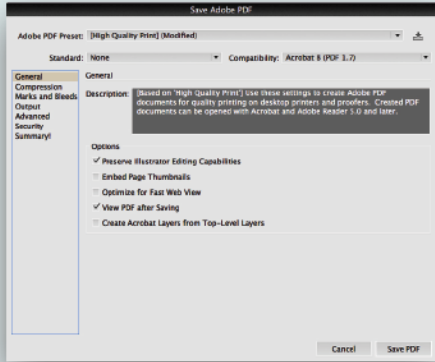 Save Adobe PDF
Adobe PDF Preset: [High Quality Print] (Modified)
Standard: None Compatibility: Acrobat 8 (PDF 1.7)
General
Compression
Marks and Bleeds
Output
Advanced
Security
Summary
General
Description: [Based on 'High Quality Print'] Use these settings to create Adobe PDF
documents for quality printing on desktop printers and proofers. Created PDF
documents can be opened with Acrobat and Adobe Reader 5.0 and later.
Options
Preserve Illustrator Editing Capabilities
Embed Page Thumbnails
Optimize for Fast Web View
View PDF after Saving
Create Acrobat Layers from Top-Level Layers
Cancel Save PDF